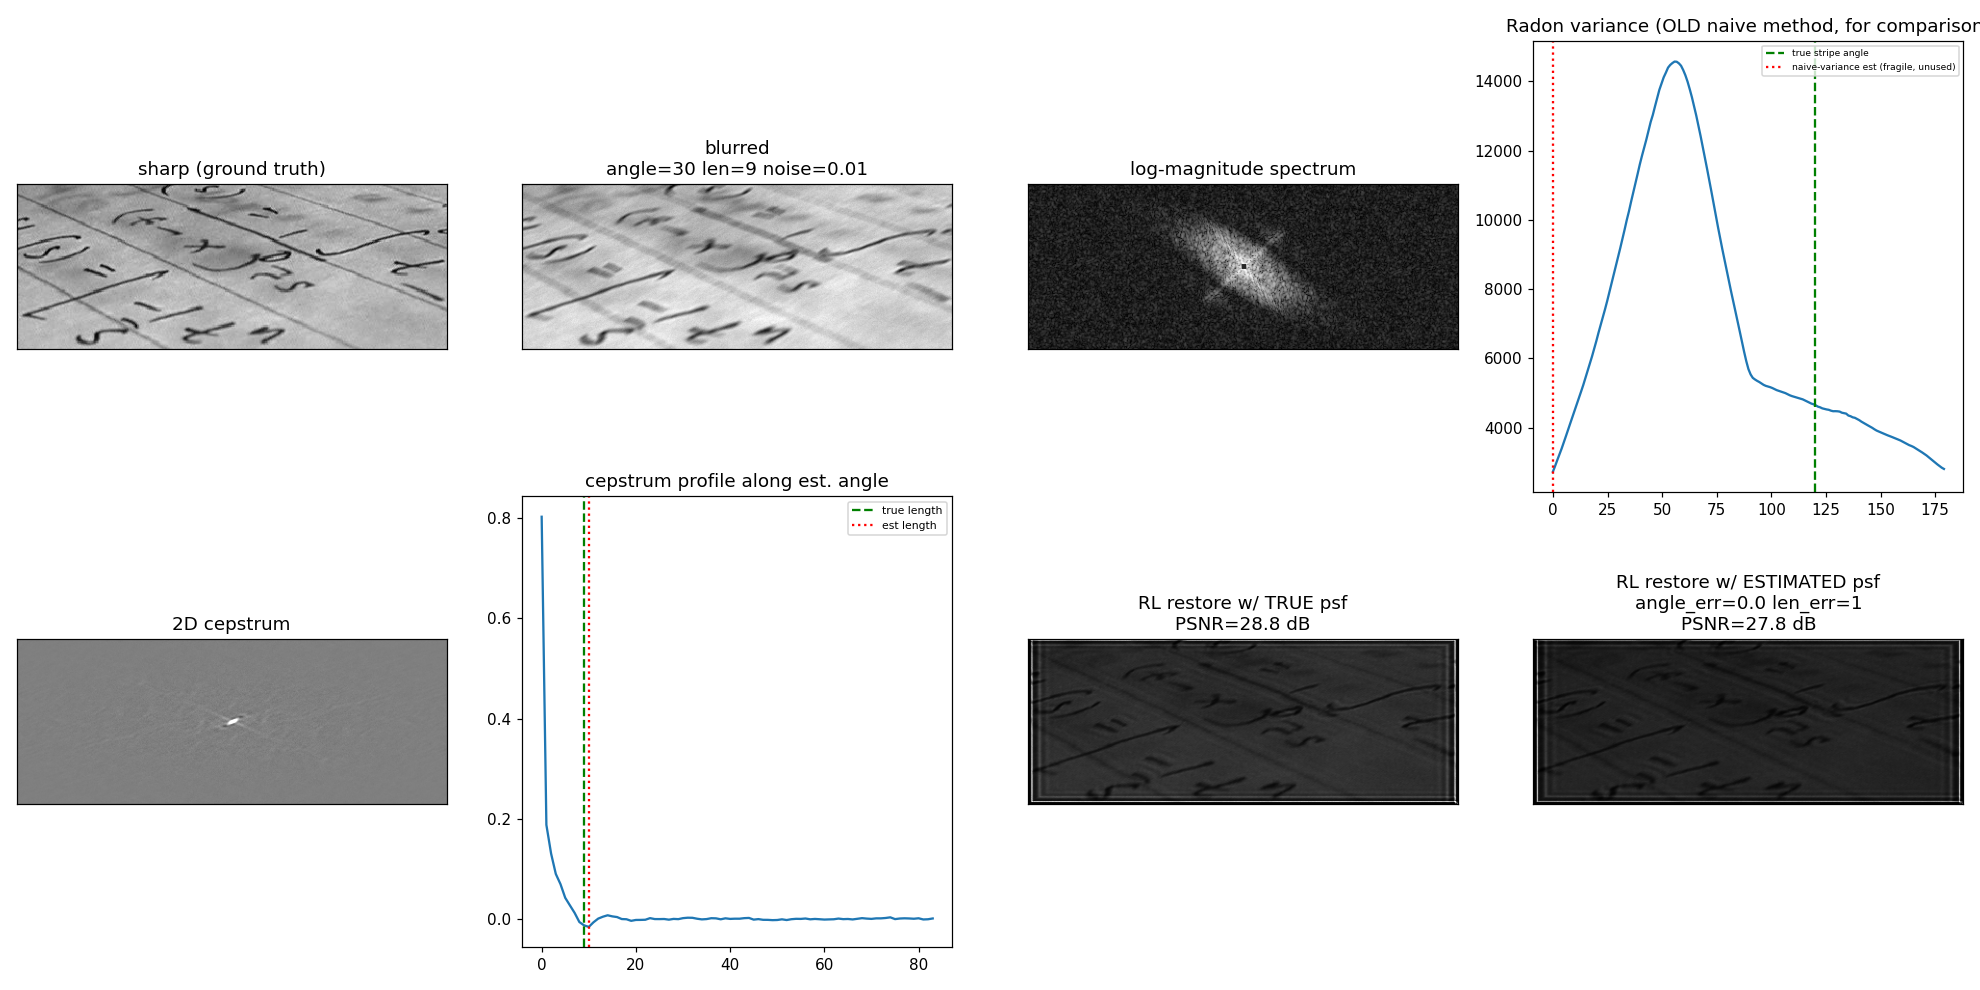 Radon variance (OLD naive method, for comparison
true stripe angle
naive-variance est (fragile, unused)
14000
12000
10000
8000
6000
4000
0 25 50 75 100 125 150 175
sharp (ground truth)
blurred
angle=30 len=9 noise=0.01
log-magnitude spectrum
2D cepstrum
cepstrum profile along est. angle
true length
est length
0.8
0.6
0.4
0.2
0.0
0 20 40 60 80
RL restore w/ TRUE psf
PSNR=28.8 dB
RL restore w/ ESTIMATED psf
angle_err=0.0 len_err=1
PSNR=27.8 dB